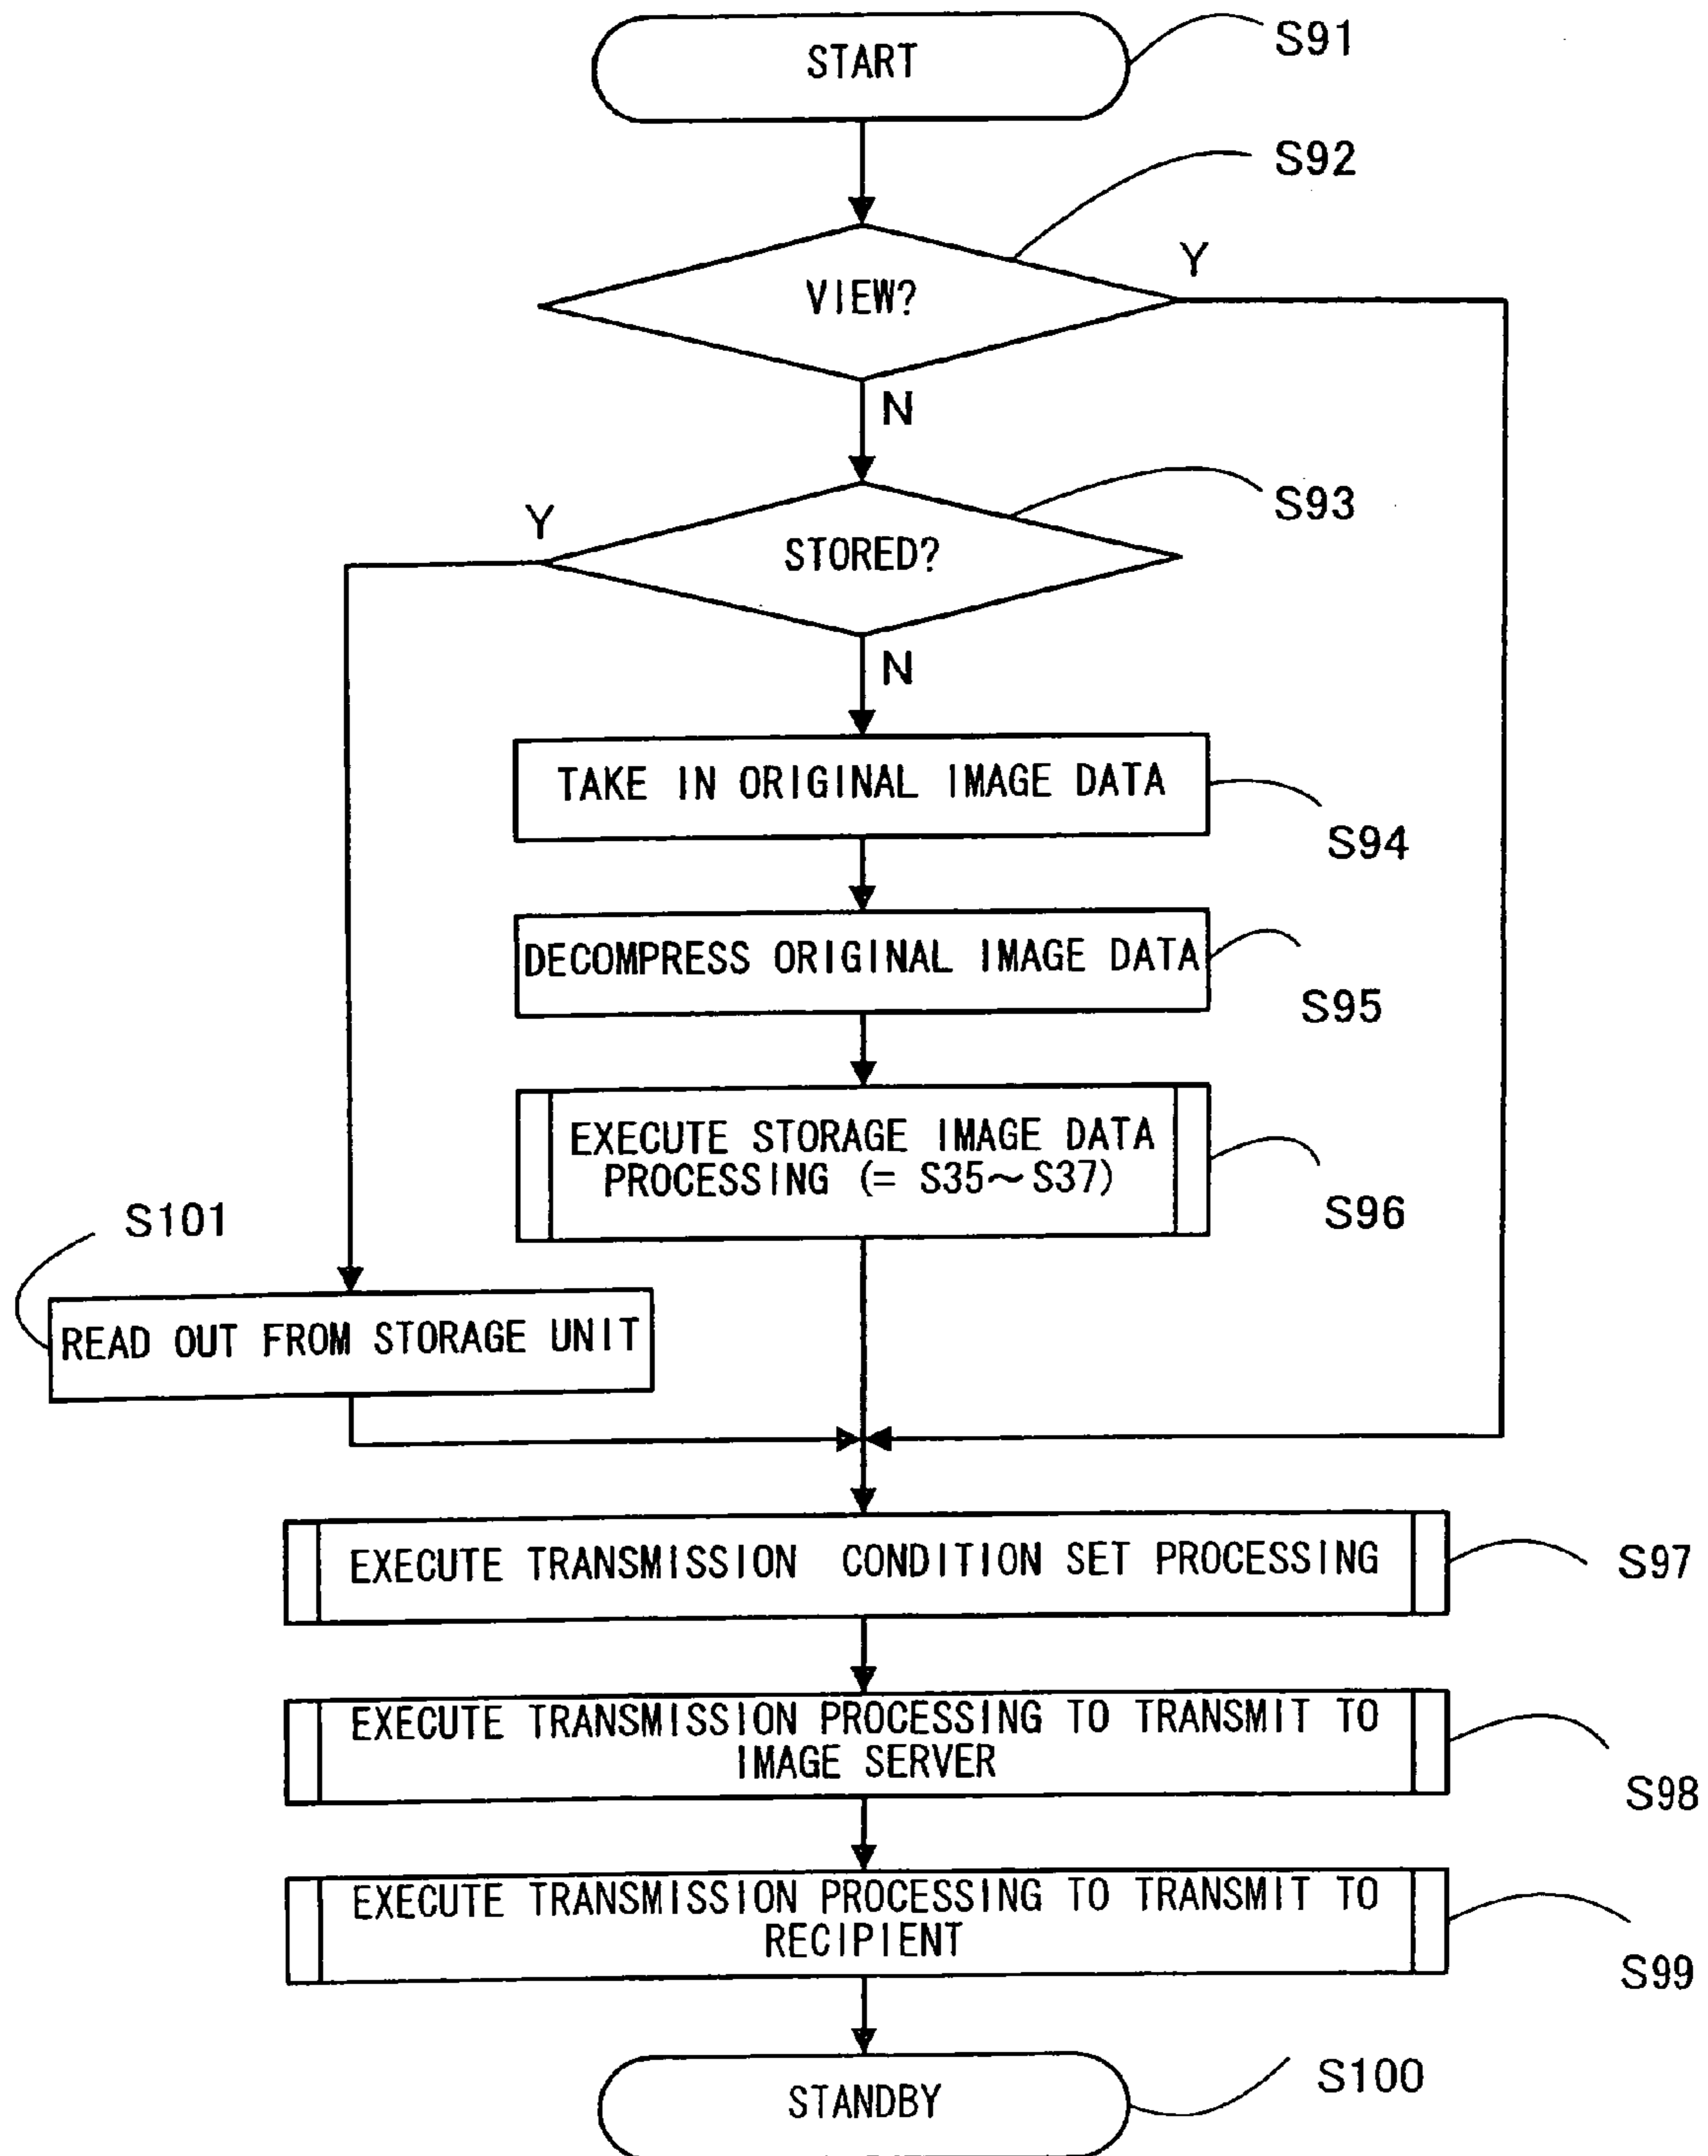 START
S91
S92
VIEW?
Y
N
S93
Y
STORED?
N
TAKE IN ORIGINAL IMAGE DATA
S94
DECOMPRESS ORIGINAL IMAGE DATA
S95
EXECUTE STORAGE IMAGE DATA
PROCESSING (= S35～S37)
S96
S101
READ OUT FROM STORAGE UNIT
EXECUTE TRANSMISSION CONDITION SET PROCESSING
S97
EXECUTE TRANSMISSION PROCESSING TO TRANSMIT TO
IMAGE SERVER
S98
EXECUTE TRANSMISSION PROCESSING TO TRANSMIT TO
RECIPIENT
S99
STANDBY
S100